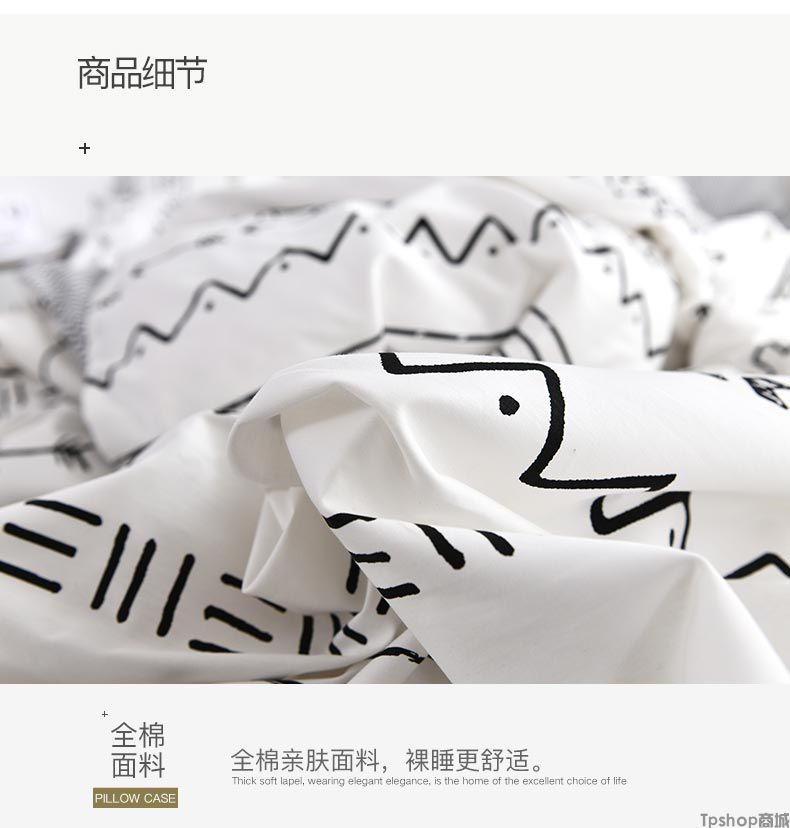 商品细节
+
+
全棉
面料
PILLOW CASE
全棉亲肤面料，裸睡更舒适。
Thick soft lapel, wearing elegant elegance, is the home of the excellent choice of life
Tpshop商城